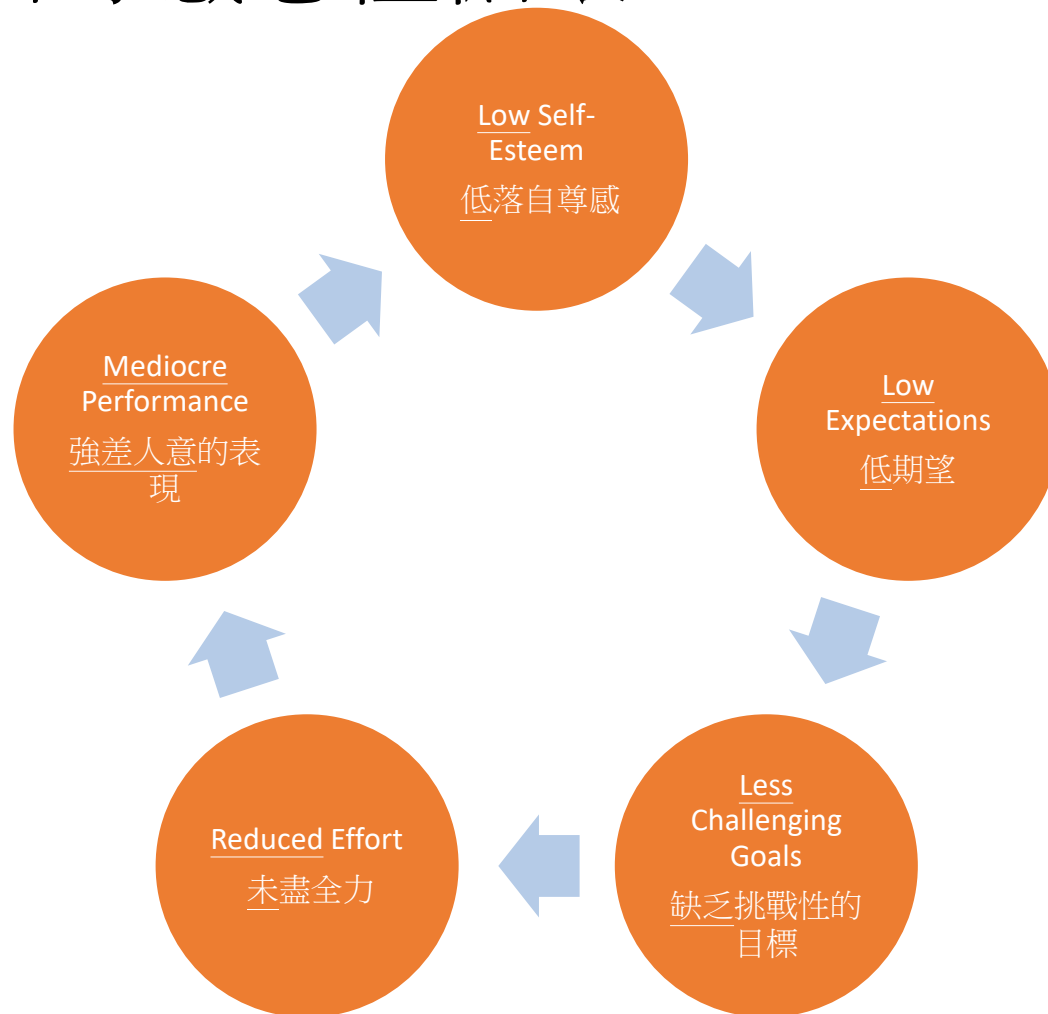 Low Self-
Esteem
低落自尊感
Low
Expectations
低期望
Less
Challenging
Goals
缺乏挑戰性的
目標
Reduced Effort
未盡全力
Mediocre
Performance
強差人意的表
現